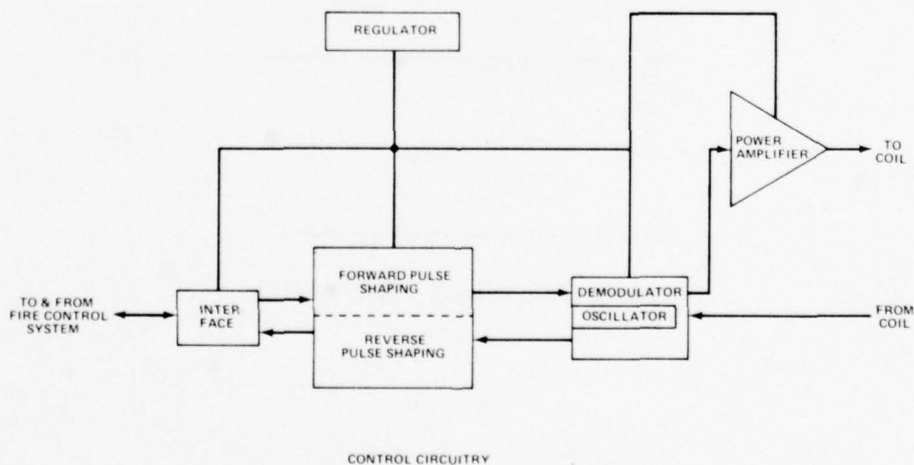 REGULATOR
POWER
AMPLIFIER
TO
COIL
FORWARD PULSE
SHAPING
DEMODULATOR
TO & FROM
FIRE CONTROL
SYSTEM
INTER
FACE
OSCILLATOR
FROM
COIL
REVERSE
PULSE SHAPING
CONTROL CIRCUITRY